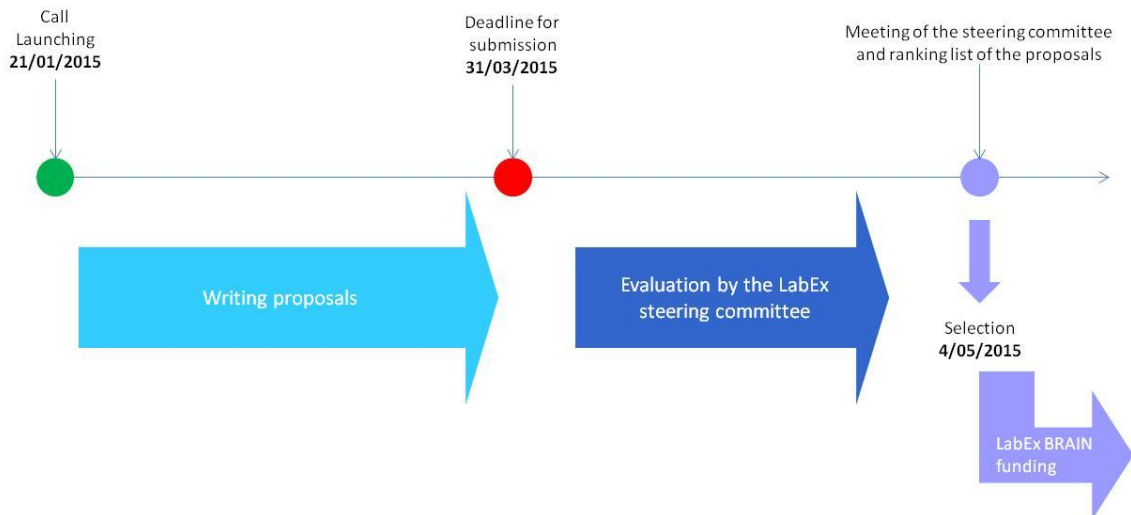 Call
Launching
21/01/2015
Deadline for
submission
31/03/2015
Meeting of the steering committee
and ranking list of the proposals
Writing proposals
Evaluation by the LabEx
steering committee
Selection
4/05/2015
LabEx BRAIN
funding